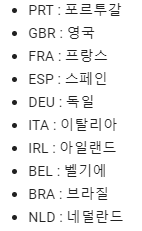 • PRT : 포르투갈
• GBR : 영국
• FRA : 프랑스
• ESP : 스페인
• DEU : 독일
• ITA : 이탈리아
• IRL : 아일랜드
• BEL : 벨기에
• BRA : 브라질
• NLD : 네덜란드